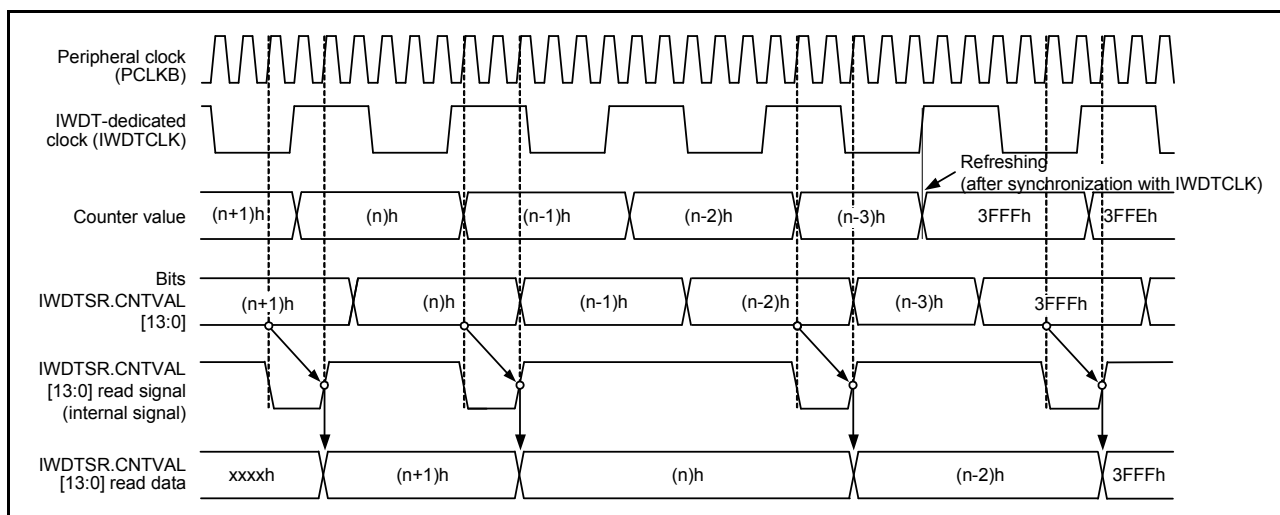 Peripheral clock
(PCLKB)
IWDT-dedicated
clock (IWDTCLK)
Refreshing
(after synchronization with IWDTCLK)
Counter value
(n+1)h
(n)h
(n-1)h
(n-2)h
(n-3)h
3FFFh
3FFEh
Bits
IWDTSR.CNTVAL
[13:0]
(n+1)h
(n)h
(n-1)h
(n-2)h
(n-3)h
3FFFh
IWDTSR.CNTVAL
[13:0] read signal
(internal signal)
IWDTSR.CNTVAL
[13:0] read data
xxxxh
(n+1)h
(n)h
(n-2)h
3FFFh